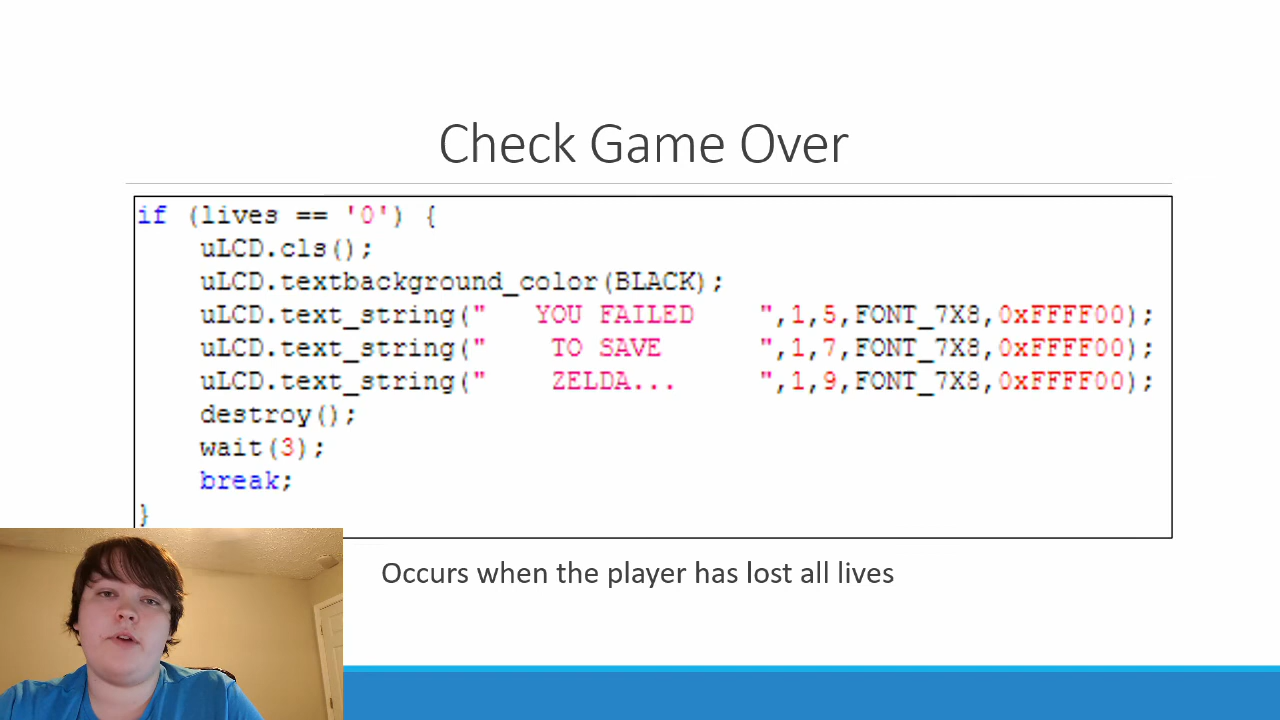 Check Game Over
if (lives == '0') {
uLCD.cls();
uLCD.textbackground_color(BLACK);
uLCD.text_string("   YOU FAILED    ",1,5,FONT_7X8,0xFFFF00);
uLCD.text_string("    TO SAVE      ",1,7,FONT_7X8,0xFFFF00);
uLCD.text_string("    ZELDA...     ",1,9,FONT_7X8,0xFFFF00);
destroy();
wait(3);
break;
}
Occurs when the player has lost all lives